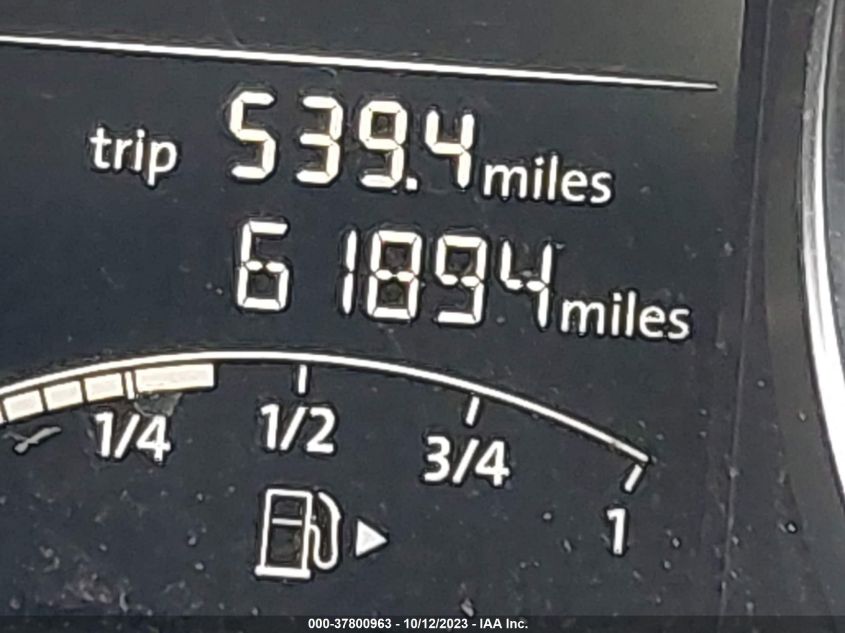 trip 539.4 miles
61894 miles
1/4 1/2 3/4 1
000-37800963 - 10/12/2023 - IAA Inc.